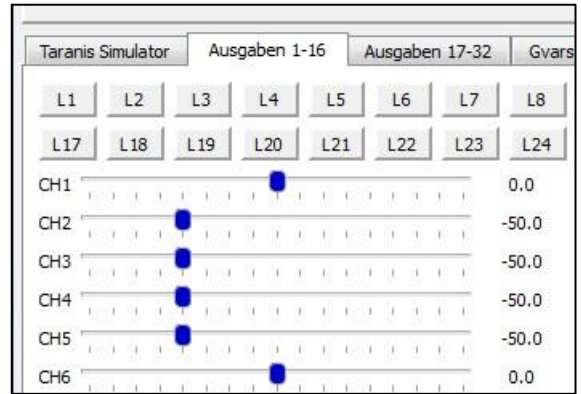 Taranis Simulator Ausgaben 1-16 Ausgaben 17-32 Gvars
L1 L2 L3 L4 L5 L6 L7 L8
L17 L18 L19 L20 L21 L22 L23 L24
CH1 0.0
CH2 -50.0
CH3 -50.0
CH4 -50.0
CH5 -50.0
CH6 0.0